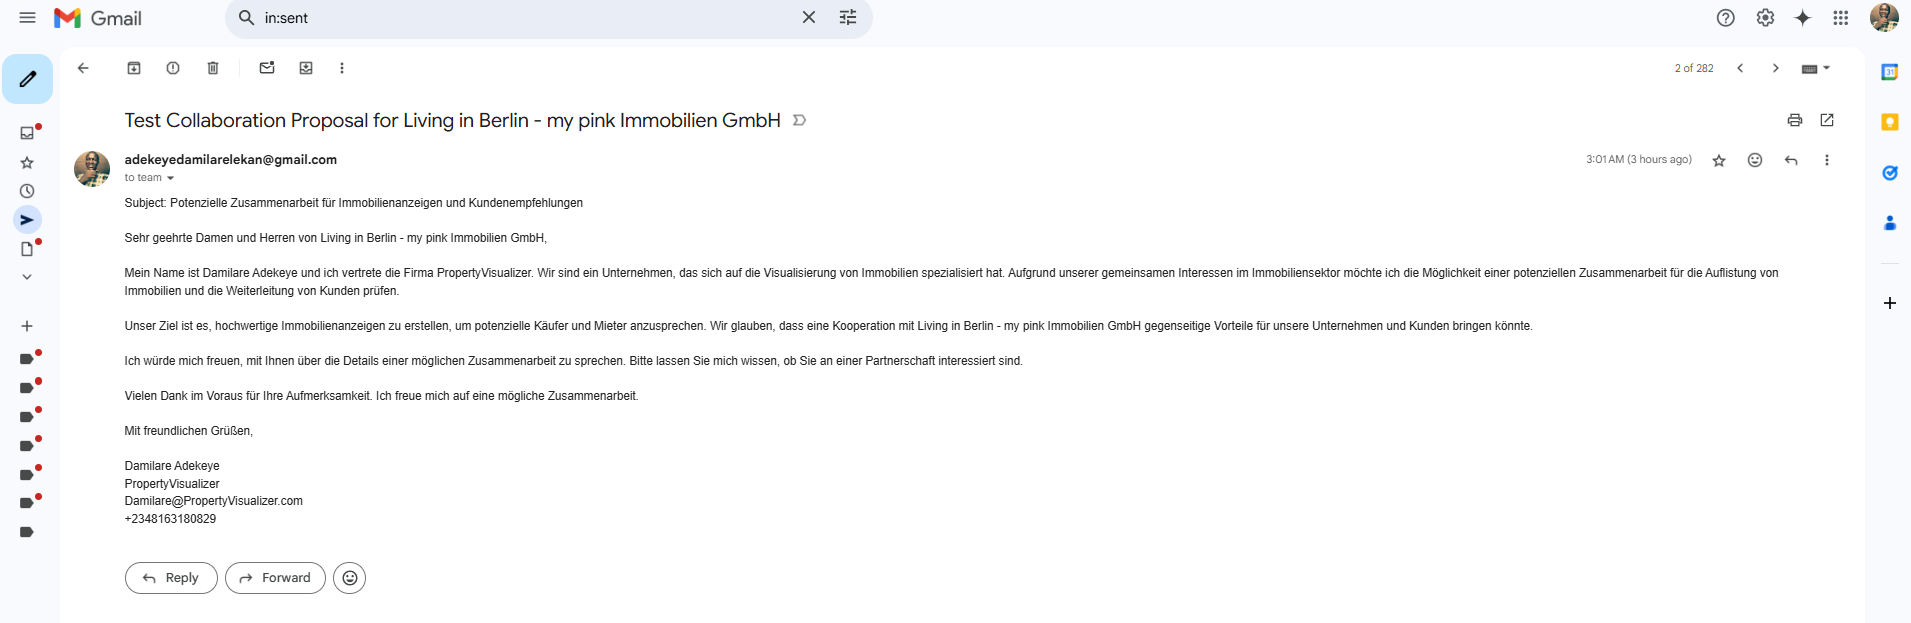 Gmail
in:sent
2 of 282
31
Test Collaboration Proposal for Living in Berlin - my pink Immobilien GmbH
adekeyedamilarelekan@gmail.com
3:01 AM (3 hours ago)
to team
Subject: Potenzielle Zusammenarbeit für Immobilienanzeigen und Kundenempfehlungen
Sehr geehrte Damen und Herren von Living in Berlin - my pink Immobilien GmbH,
Mein Name ist Damilare Adekeye und ich vertrete die Firma PropertyVisualizer. Wir sind ein Unternehmen, das sich auf die Visualisierung von Immobilien spezialisiert hat. Aufgrund unserer gemeinsamen Interessen im Immobiliensektor möchte ich die Möglichkeit einer potenziellen Zusammenarbeit für die Auflistung von
Immobilien und die Weiterleitung von Kunden prüfen.
Unser Ziel ist es, hochwertige Immobilienanzeigen zu erstellen, um potenzielle Käufer und Mieter anzusprechen. Wir glauben, dass eine Kooperation mit Living in Berlin - my pink Immobilien GmbH gegenseitige Vorteile für unsere Unternehmen und Kunden bringen könnte.
Ich würde mich freuen, mit Ihnen über die Details einer möglichen Zusammenarbeit zu sprechen. Bitte lassen Sie mich wissen, ob Sie an einer Partnerschaft interessiert sind.
Vielen Dank im Voraus für Ihre Aufmerksamkeit. Ich freue mich auf eine mögliche Zusammenarbeit.
Mit freundlichen Grüßen,
Damilare Adekeye
PropertyVisualizer
Damilare@PropertyVisualizer.com
+2348163180829
Reply
Forward